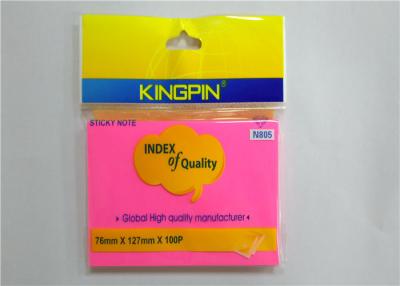 KINGPIN®
STICKY NOTE
N805
INDEX
of Quality
Global High quality manufacturer
76mm X 127mm X 100P